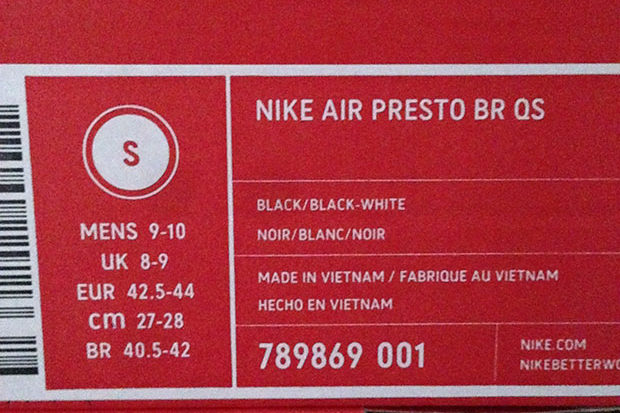 S
MENS 9-10
UK 8-9
EUR 42.5-44
cm 27-28
BR 40.5-42
NIKE AIR PRESTO BR QS
BLACK/BLACK-WHITE
NOIR/BLANC/NOIR
MADE IN VIETNAM / FABRIQUE AU VIETNAM
HECHO EN VIETNAM
789869 001
NIKE.COM